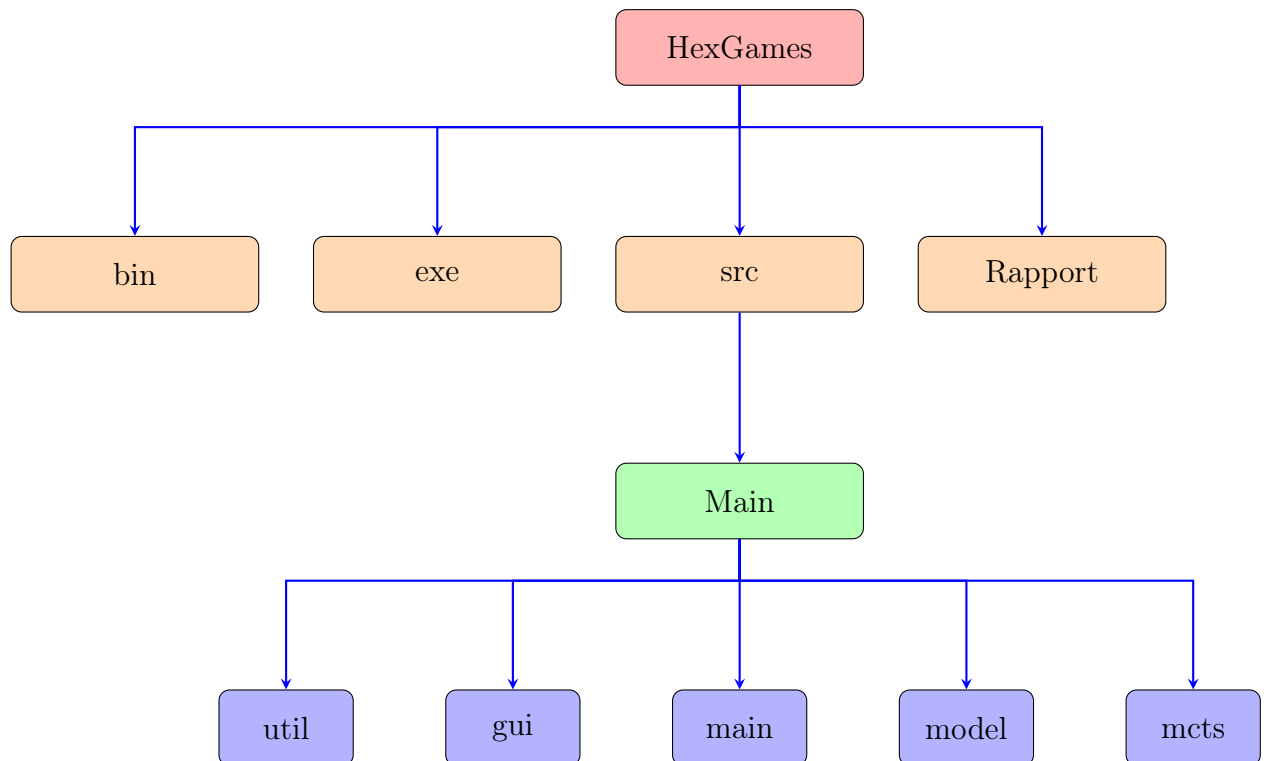 HexGames
bin
exe
src
Rapport
Main
util
gui
main
model
mcts